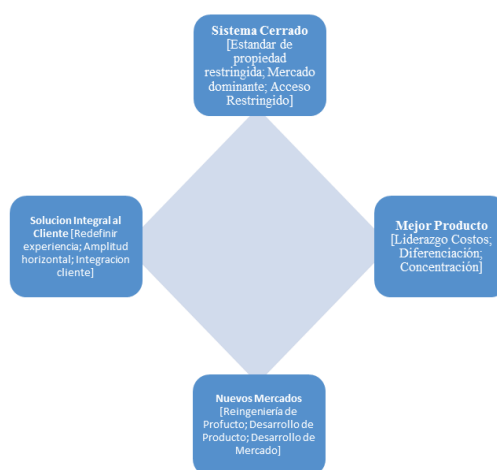 Sistema Cerrado
[Estandar de
propiedad
restringida; Mercado
dominante; Acceso
Restringido]
Solucion Integral al
Cliente [Redefinir
experiencia; Amplitud
horizontal; Integracion
cliente]
Mejor Producto
[Liderazgo Costos;
Diferenciación;
Concentración]
Nuevos Mercados
[Reingeniería de
Profucto; Desarrollo de
Producto; Desarrollo de
Mercado]